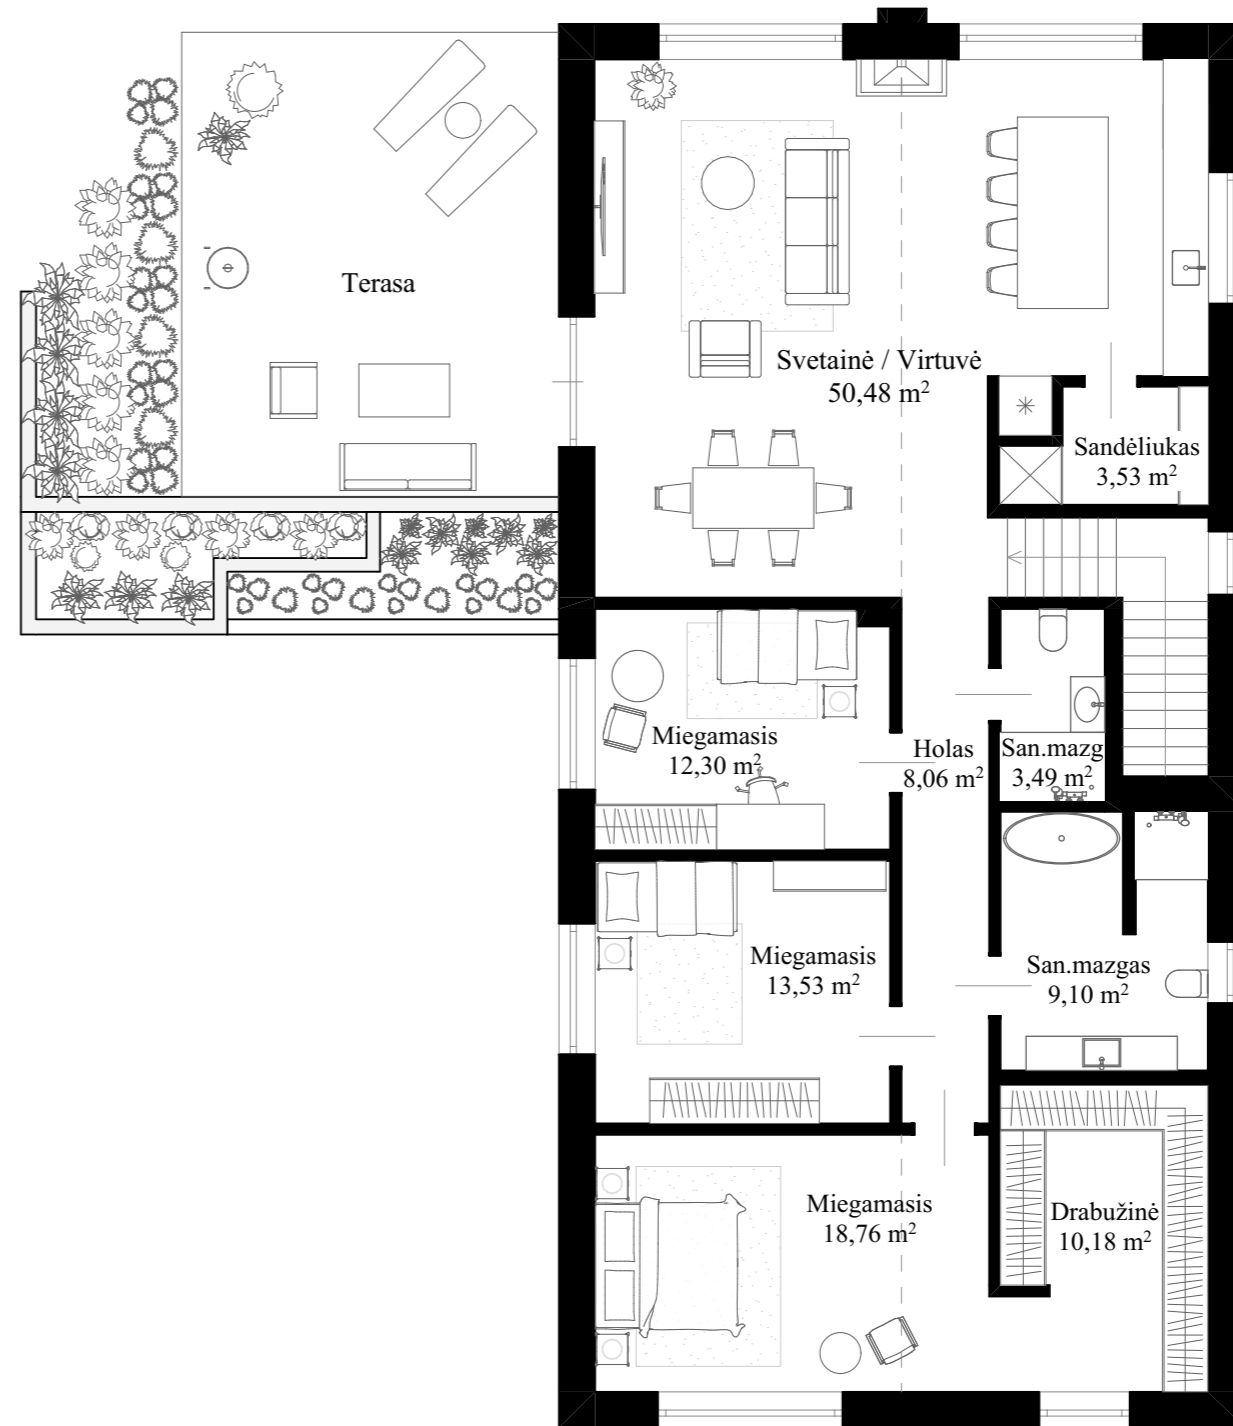 Terasa
Svetainė / Virtuvė
50,48 m²
Sandėliukas
3,53 m²
Miegamasis
12,30 m²
Holas
8,06 m²
San.mazg
3,49 m²
Miegamasis
13,53 m²
San.mazgas
9,10 m²
Miegamasis
18,76 m²
Drabužinė
10,18 m²